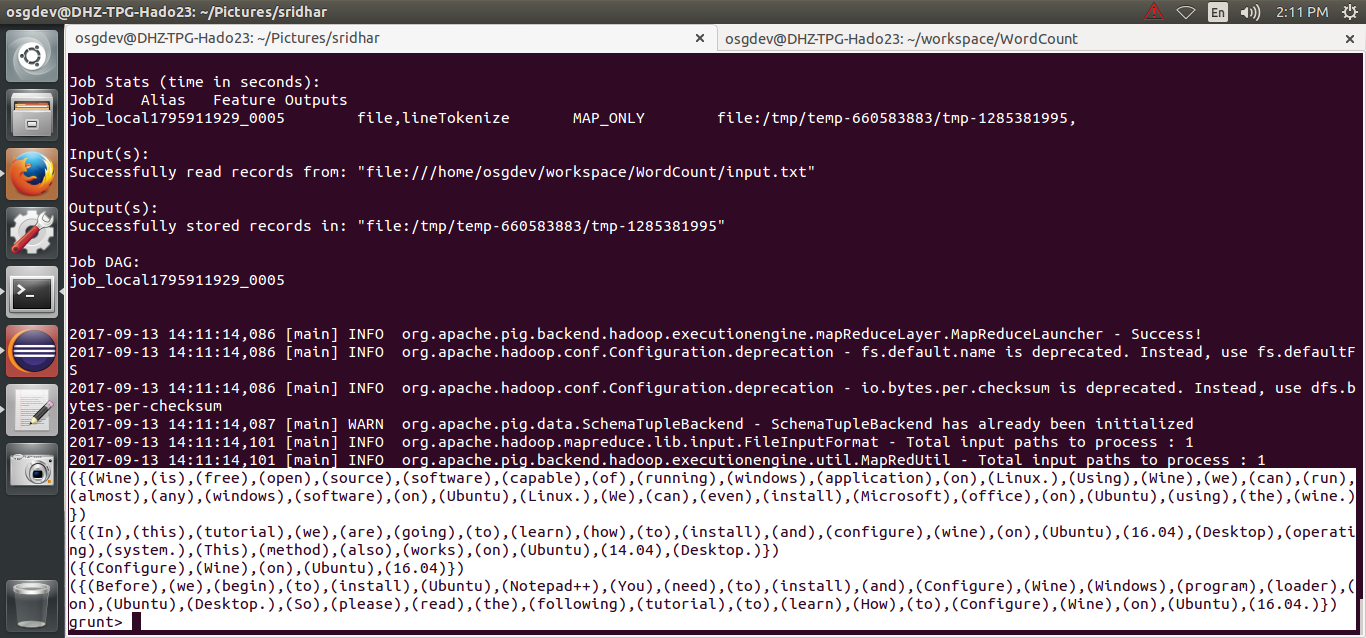 osgdev@DHZ-TPG-Hado23: ~/Pictures/sridhar
En
2:11 PM
osgdev@DHZ-TPG-Hado23: ~/Pictures/sridhar ×
osgdev@DHZ-TPG-Hado23: ~/workspace/WordCount ×
Job Stats (time in seconds):
JobId Alias Feature Outputs
job_local1795911929_0005 file,lineTokenize MAP_ONLY file:/tmp/temp-660583883/tmp-1285381995,
Input(s):
Successfully read records from: "file:///home/osgdev/workspace/WordCount/input.txt"
Output(s):
Successfully stored records in: "file:/tmp/temp-660583883/tmp-1285381995"
Job DAG:
job_local1795911929_0005
2017-09-13 14:11:14,086 [main] INFO org.apache.pig.backend.hadoop.executionengine.mapReduceLayer.MapReduceLauncher - Success!
2017-09-13 14:11:14,086 [main] INFO org.apache.hadoop.conf.Configuration.deprecation - fs.default.name is deprecated. Instead, use fs.defaultF
S
2017-09-13 14:11:14,086 [main] INFO org.apache.hadoop.conf.Configuration.deprecation - io.bytes.per.checksum is deprecated. Instead, use dfs.b
ytes-per-checksum
2017-09-13 14:11:14,087 [main] WARN org.apache.pig.data.SchemaTupleBackend - SchemaTupleBackend has already been initialized
2017-09-13 14:11:14,101 [main] INFO org.apache.hadoop.mapreduce.lib.input.FileInputFormat - Total input paths to process : 1
2017-09-13 14:11:14,101 [main] INFO org.apache.pig.backend.hadoop.executionengine.util.MapRedUtil - Total input paths to process : 1
({(Wine),(is),(free),(open),(source),(software),(capable),(of),(running),(windows),(application),(on),(Linux.),(Using),(Wine),(we),(can),(run),
(almost),(any),(windows),(software),(on),(Ubuntu),(Linux.),(We),(can),(even),(install),(Microsoft),(office),(on),(Ubuntu),(using),(the),(wine.)
})
({(In),(this),(tutorial),(we),(are),(going),(to),(learn),(how),(to),(install),(and),(configure),(wine),(on),(Ubuntu),(16.04),(Desktop),(operati
ng),(system.),(This),(method),(also),(works),(on),(Ubuntu),(14.04),(Desktop.)})
({(Configure),(Wine),(on),(Ubuntu),(16.04)})
({(Before),(we),(begin),(to),(install),(Ubuntu),(Notepad++),(You),(need),(to),(install),(and),(Configure),(Wine),(Windows),(program),(loader),(
on),(Ubuntu),(Desktop.),(So),(please),(read),(the),(following),(tutorial),(to),(learn),(How),(to),(Configure),(Wine),(on),(Ubuntu),(16.04.)})
grunt>